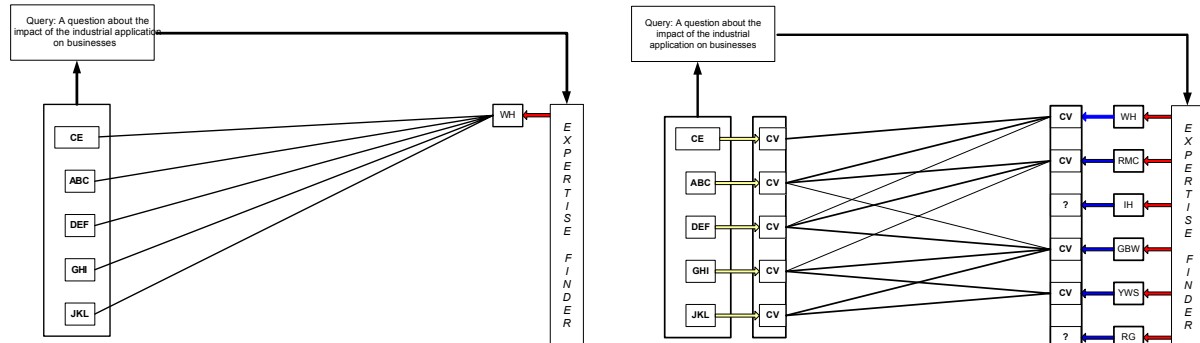 Query: A question about the
impact of the industrial application
on businesses
CE
ABC
DEF
GHI
JKL
WH
E
X
P
E
R
T
I
S
E
F
I
N
D
E
R
Query: A question about the
impact of the industrial
application on businesses
CE
ABC
DEF
GHI
JKL
CV
CV
CV
CV
CV
CV
CV
?
CV
CV
?
WH
RMC
IH
GBW
YWS
RG
E
X
P
E
R
T
I
S
E
F
I
N
D
E
R